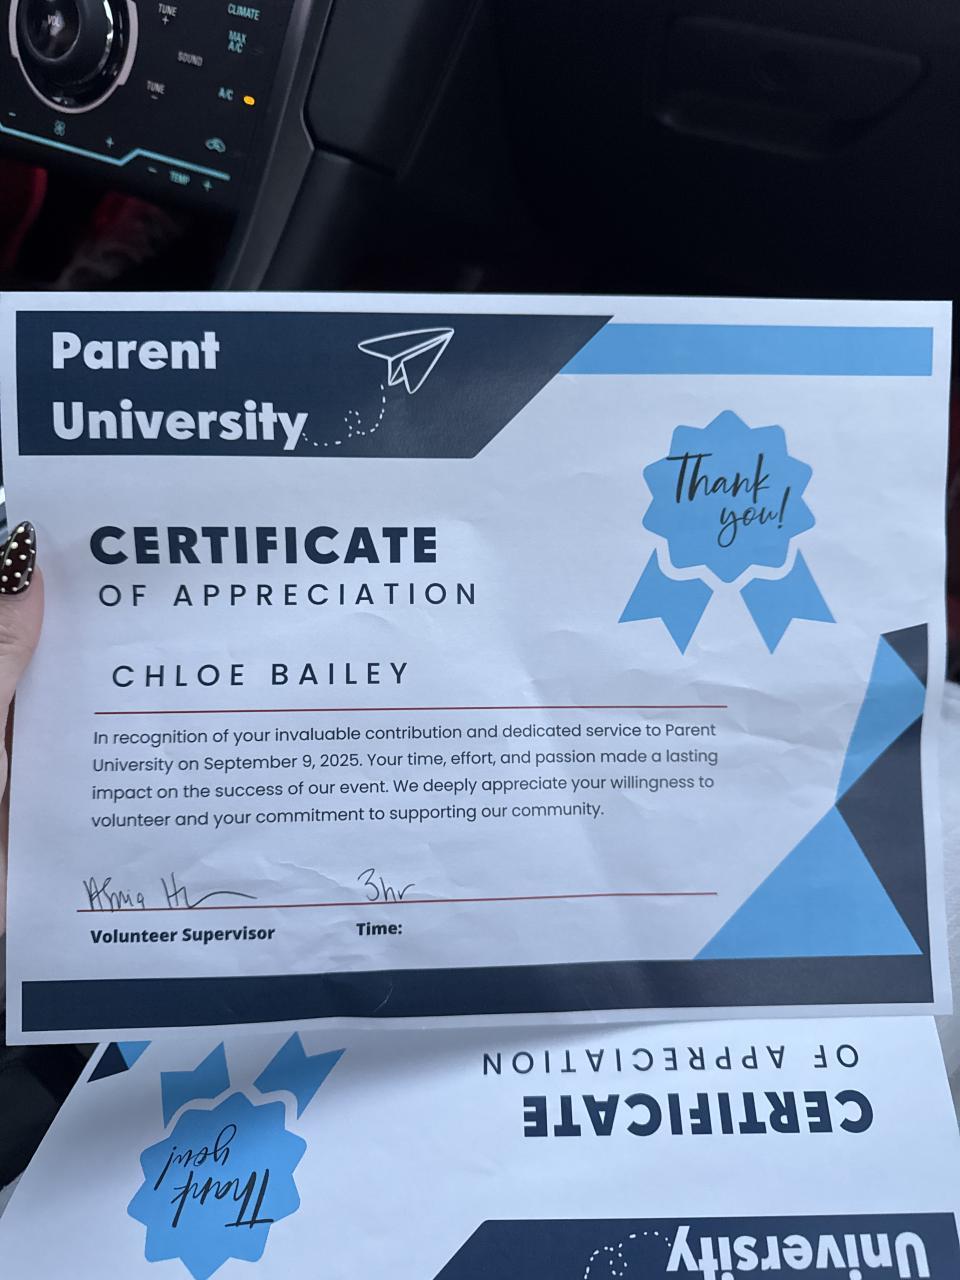 VOL
TUNE
+
CLIMATE
MAX
A/C
SOUND
TUNE
-
A/C
- +
- TEMP +
Parent
University
Thank
you!
CERTIFICATE
OF APPRECIATION
CHLOE BAILEY
In recognition of your invaluable contribution and dedicated service to Parent
University on September 9, 2025. Your time, effort, and passion made a lasting
impact on the success of our event. We deeply appreciate your willingness to
volunteer and your commitment to supporting our community.
3hr
Volunteer Supervisor Time:
OF APPRECIATION
CERTIFICATE
Thank
you!
University